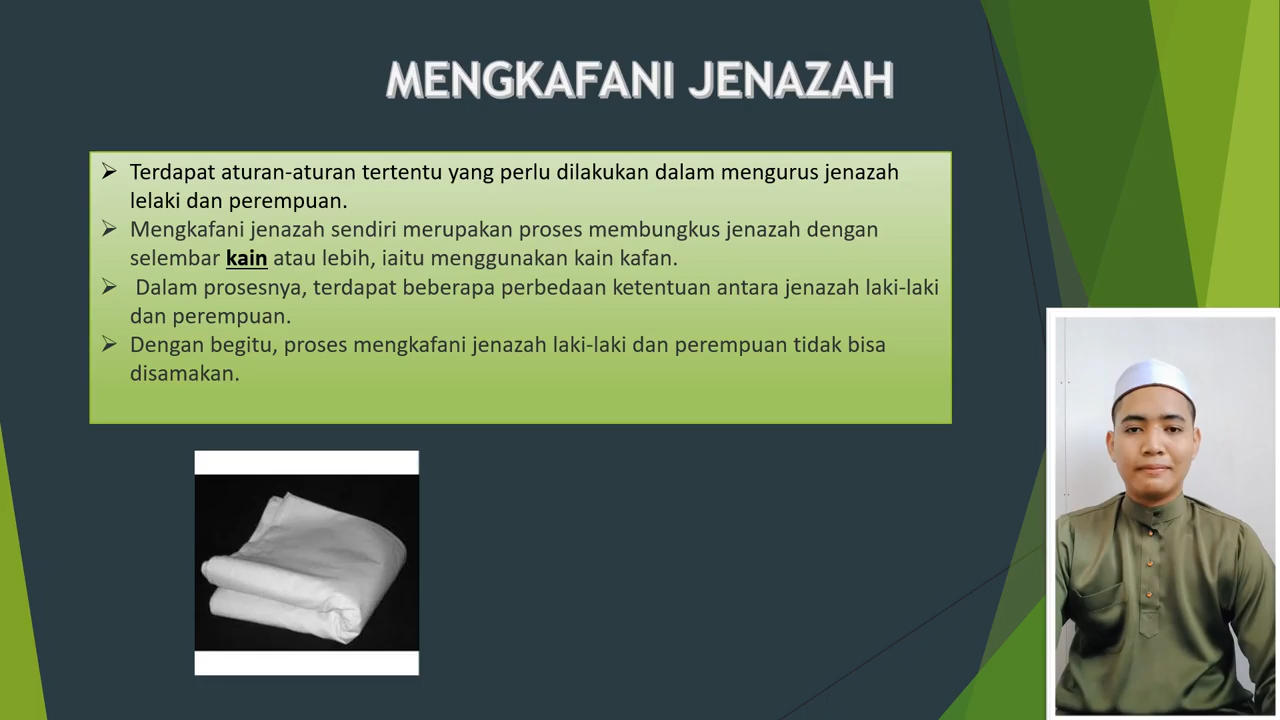 MENGKAFANI JENAZAH
➢ Terdapat aturan-aturan tertentu yang perlu dilakukan dalam mengurus jenazah
lelaki dan perempuan.
➢ Mengkafani jenazah sendiri merupakan proses membungkus jenazah dengan
selembar kain atau lebih, iaitu menggunakan kain kafan.
➢ Dalam prosesnya, terdapat beberapa perbedaan ketentuan antara jenazah laki-laki
dan perempuan.
➢ Dengan begitu, proses mengkafani jenazah laki-laki dan perempuan tidak bisa
disamakan.